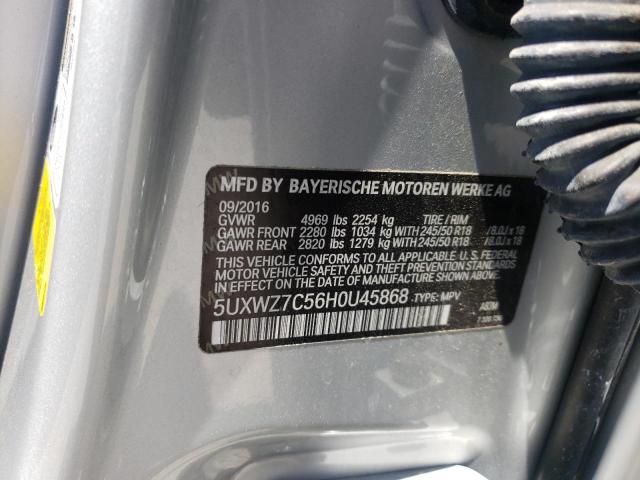 MFD BY BAYERISCHE MOTOREN WERKE AG
09/2016
GVWR 4969 lbs 2254 kg TIRE / RIM
GAWR FRONT 2280 lbs 1034 kg WITH 245/50 R18 /8.0J x 18
GAWR REAR 2820 lbs 1279 kg WITH 245/50 R18 /8.0J x 18
THIS VEHICLE CONFORMS TO ALL APPLICABLE U.S. FEDERAL
MOTOR VEHICLE SAFETY, AND THEFT PREVENTION STANDARDS
IN EFFECT ON THE DATE OF MANUFACTURE SHOWN ABOVE.
5UXWZ7C56H0U45868 TYPE: MPV